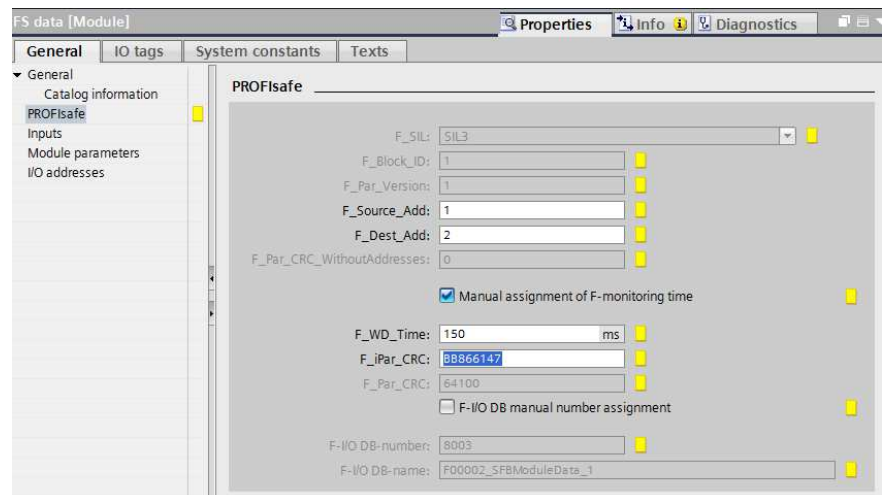 FS data [Module]
Properties Info Diagnostics
General IO tags System constants Texts
General
Catalog information
PROFIsafe
Inputs
Module parameters
I/O addresses
PROFIsafe
F_SIL: SIL3
F_Block_ID: 1
F_Par_Version: 1
F_Source_Add: 1
F_Dest_Add: 2
F_Par_CRC_WithoutAddresses: 0
Manual assignment of F-monitoring time
F_WD_Time: 150 ms
F_iPar_CRC: BB866147
F_Par_CRC: 64100
F-I/O DB manual number assignment
F-I/O DB-number: 8003
F-I/O DB-name: F00002_SFBModuleData_1